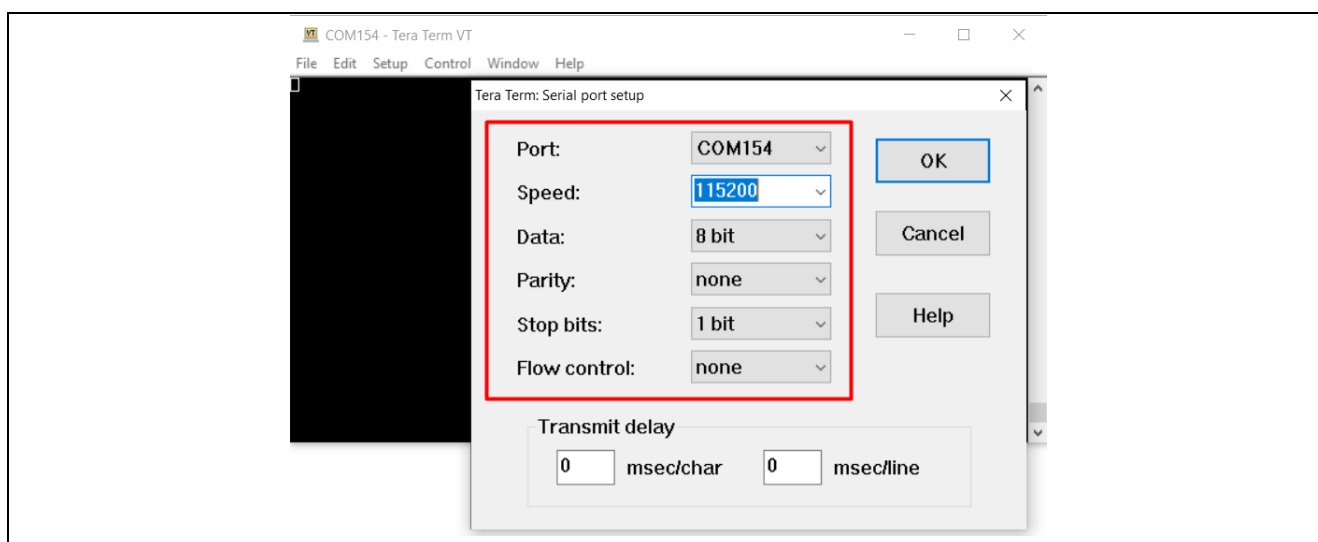 COM154 - Tera Term VT
File Edit Setup Control Window Help
Tera Term: Serial port setup
Port: COM154
OK
Speed: 115200
Data: 8 bit
Cancel
Parity: none
Stop bits: 1 bit
Help
Flow control: none
Transmit delay
0 msec/char 0 msec/line